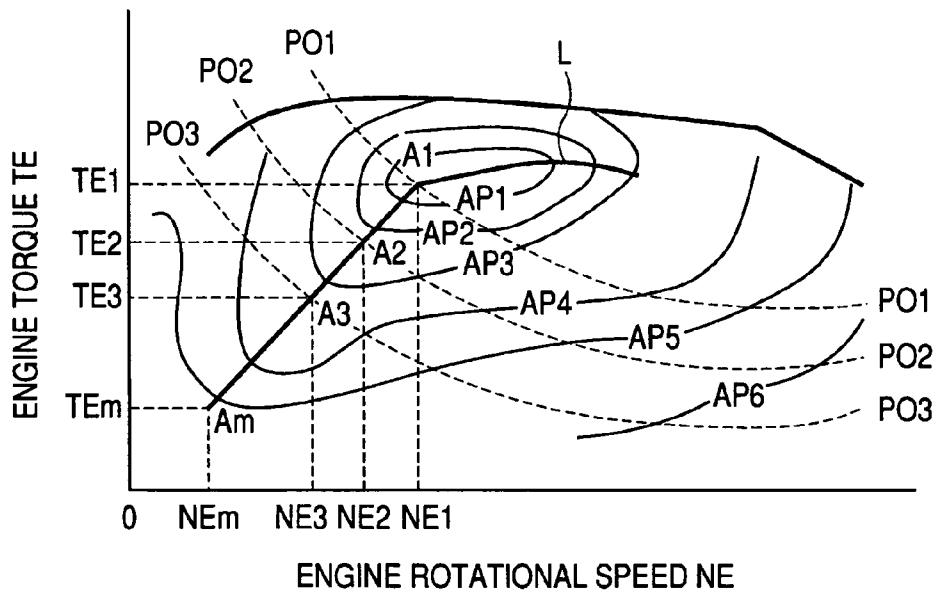 PO1
L
PO2
PO3
A1
TE1
AP1
AP2
TE2
A2
AP3
TE3
A3
AP4
PO1
AP5
PO2
AP6
TEm
Am
PO3
0
NEm
NE3
NE2
NE1
ENGINE TORQUE TE
ENGINE ROTATIONAL SPEED NE